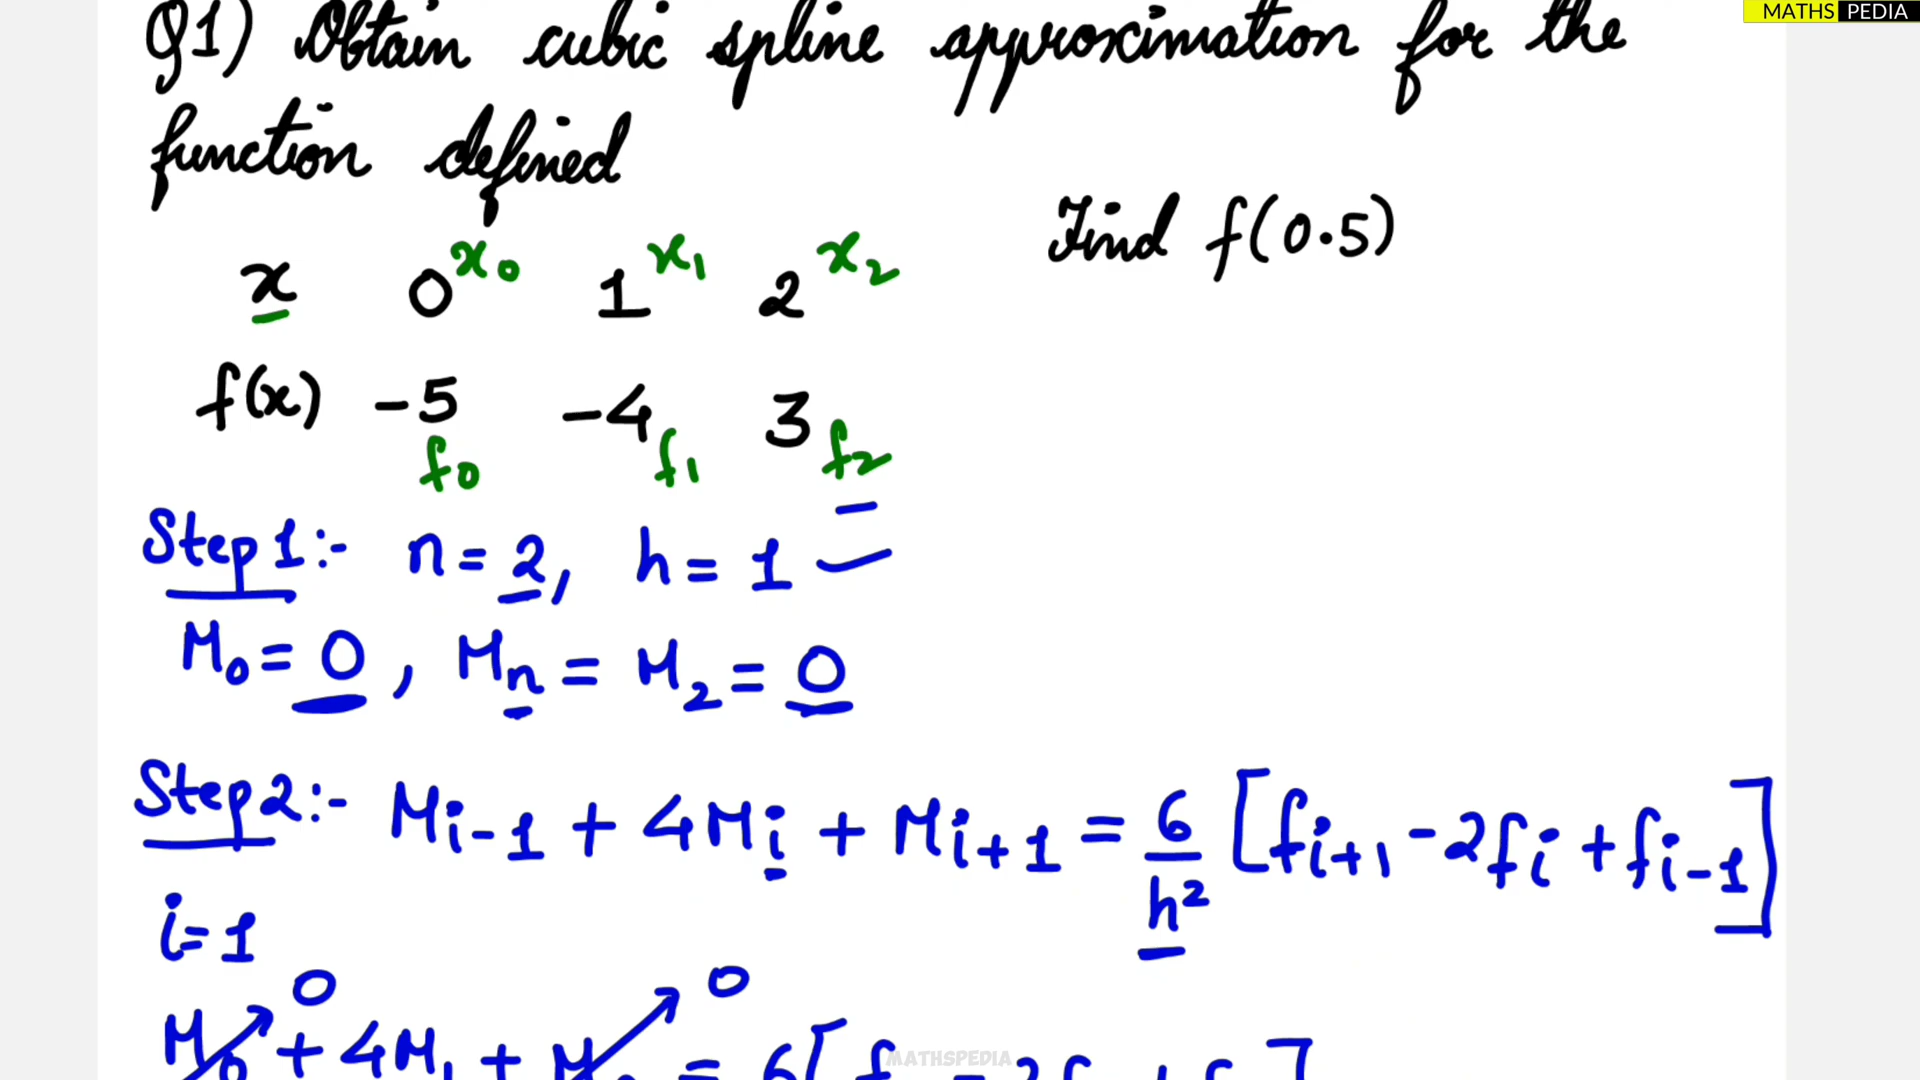 MATHS PEDIA
Q1) Obtain cubic spline approximation for the
function defined
Find f(0.5)
x 0 x₀ 1 x₁ 2 x₂
f(x) -5 -4 3
f₀ f₁ f₂
Step 1:- n = 2, h = 1
M₀ = 0, Mₙ = M₂ = 0
Step 2:- Mᵢ₋₁ + 4Mᵢ + Mᵢ₊₁ = 6/h² [fᵢ₊₁ - 2fᵢ + fᵢ₋₁]
i = 1
0 0
M₀ + 4M₁ + M = 6[f - 2f + f ]
MATHSPEDIA